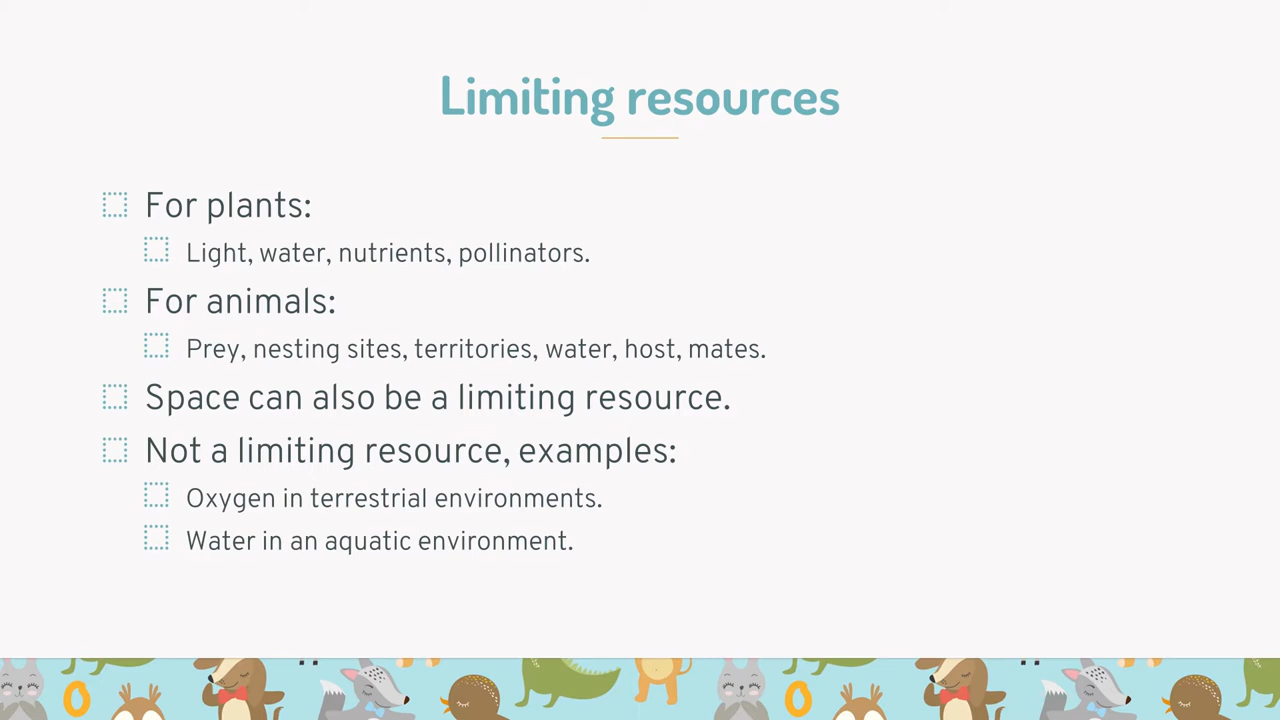 Limiting resources
For plants:
Light, water, nutrients, pollinators.
For animals:
Prey, nesting sites, territories, water, host, mates.
Space can also be a limiting resource.
Not a limiting resource, examples:
Oxygen in terrestrial environments.
Water in an aquatic environment.